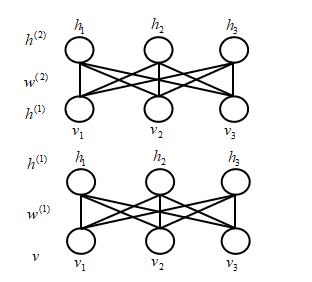 h^{(2)} h_1 h_2 h_3
w^{(2)}
h^{(1)}
v_1 v_2 v_3
h^{(1)} h_1 h_2 h_3
w^{(1)}
v
v_1 v_2 v_3